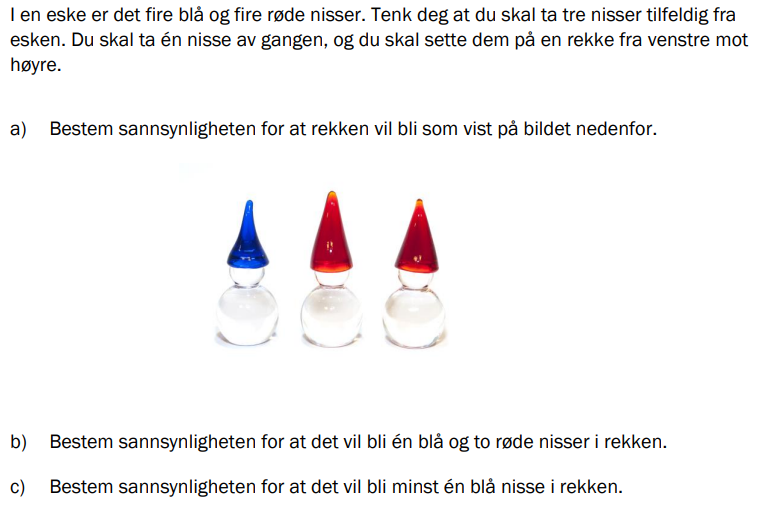 I en eske er det fire blå og fire røde nisser. Tenk deg at du skal ta tre nisser tilfeldig fra
esken. Du skal ta én nisse av gangen, og du skal sette dem på en rekke fra venstre mot
høyre.
a) Bestem sannsynligheten for at rekken vil bli som vist på bildet nedenfor.
b) Bestem sannsynligheten for at det vil bli én blå og to røde nisser i rekken.
c) Bestem sannsynligheten for at det vil bli minst én blå nisse i rekken.